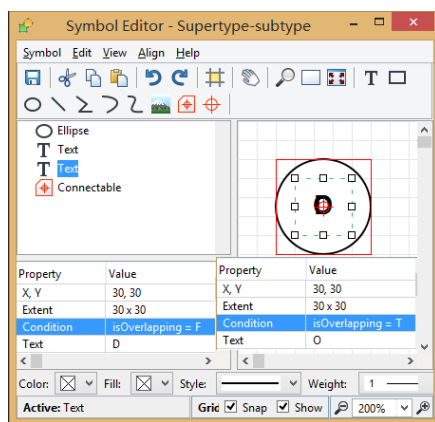 Symbol Editor - Supertype-subtype
Symbol Edit View Align Help
T
Ellipse
T Text
T Text
Connectable
D
Property Value
X, Y 30, 30
Extent 30 x 30
Condition isOverlapping = F
Text D
Property Value
X, Y 30, 30
Extent 30 x 30
Condition isOverlapping = T
Text O
Color: Fill: Style: Weight: 1
Active: Text Grid Snap Show 200%